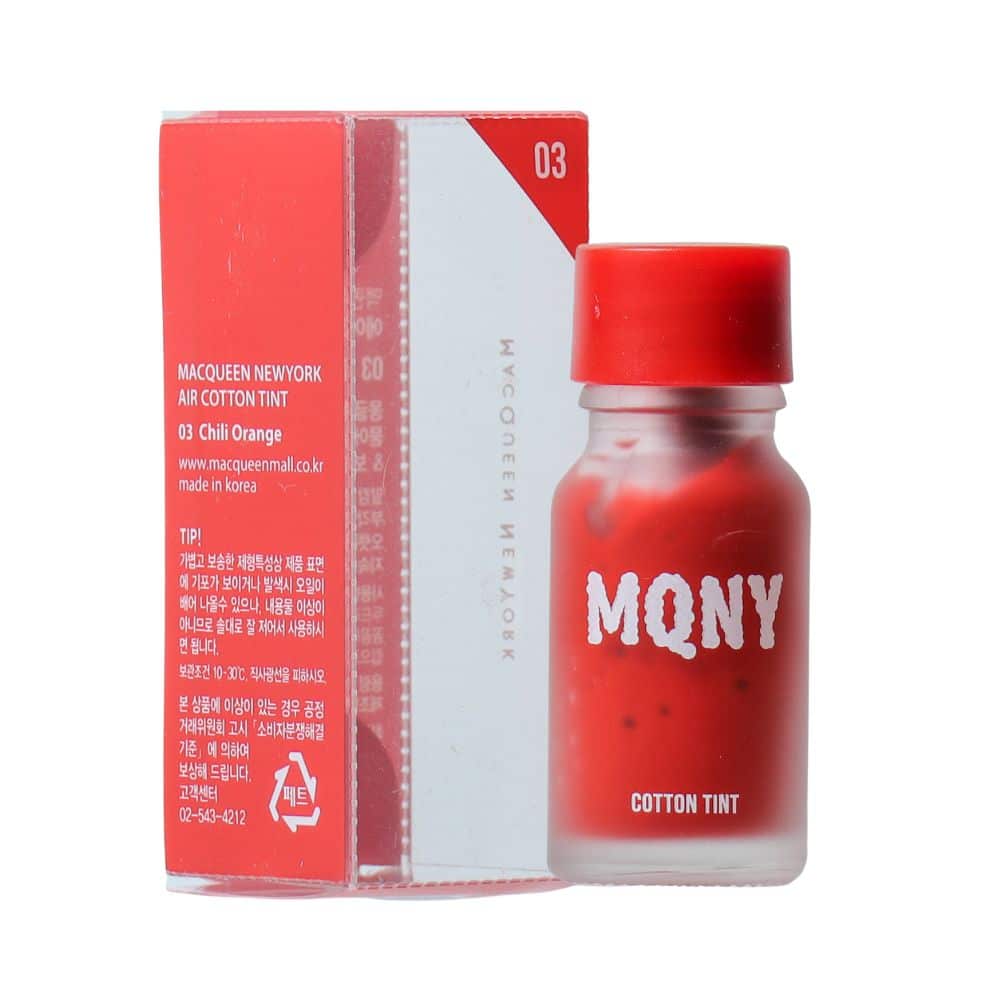 MACQUEEN NEWYORK
AIR COTTON TINT
03 Chili Orange
www.macqueenmall.co.kr
made in korea
TIP!
가볍고 보송한 제형특성상 제품 표면
에 기포가 보이거나 발색시 오일이
배어 나올수 있으나, 내용물 이상이
아니므로 솔대로 잘 저어서 사용하시
면 됩니다.
보관조건 10-30℃, 직사광선을 피하시오.
본 상품에 이상이 있는 경우 공정
거래위원회 고시 「소비자분쟁해결
기준」에 의하여
보상해 드립니다.
고객센터
02-543-4212
페트
03
MACQUEEN NEWYORK
MQNY
COTTON TINT